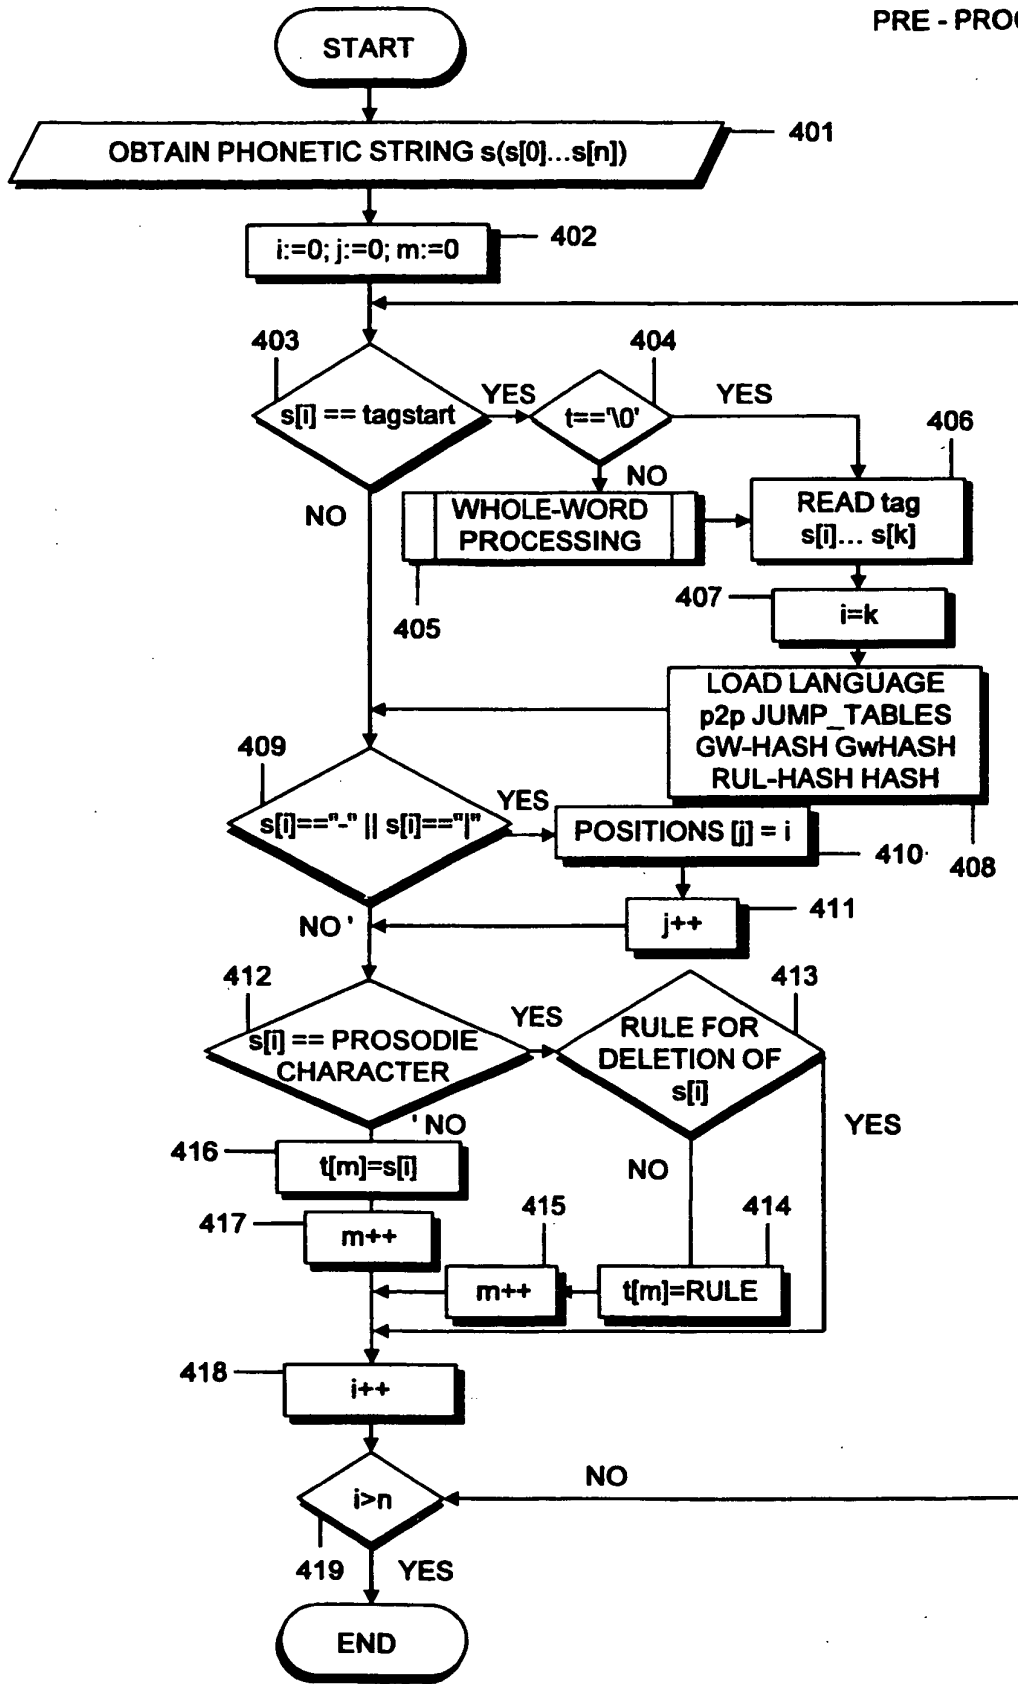 PRE - PRO
START
OBTAIN PHONETIC STRING s(s[0]...s[n])
401
i:=0; j:=0; m:=0
402
403
404
s[i] == tagstart
YES
t=='\0'
YES
406
NO
NO
WHOLE-WORD
PROCESSING
READ tag
s[i]... s[k]
405
407
i=k
LOAD LANGUAGE
p2p JUMP_TABLES
GW-HASH GwHASH
RUL-HASH HASH
409
s[i]=="-" || s[i]=="|"
YES
POSITIONS [j] = i
410
408
NO '
j++
411
412
413
s[i] == PROSODIE
CHARACTER
YES
RULE FOR
DELETION OF
s[i]
YES
' NO
416
t[m]=s[i]
NO
417
m++
415
414
m++
t[m]=RULE
418
i++
i>n
NO
419
YES
END